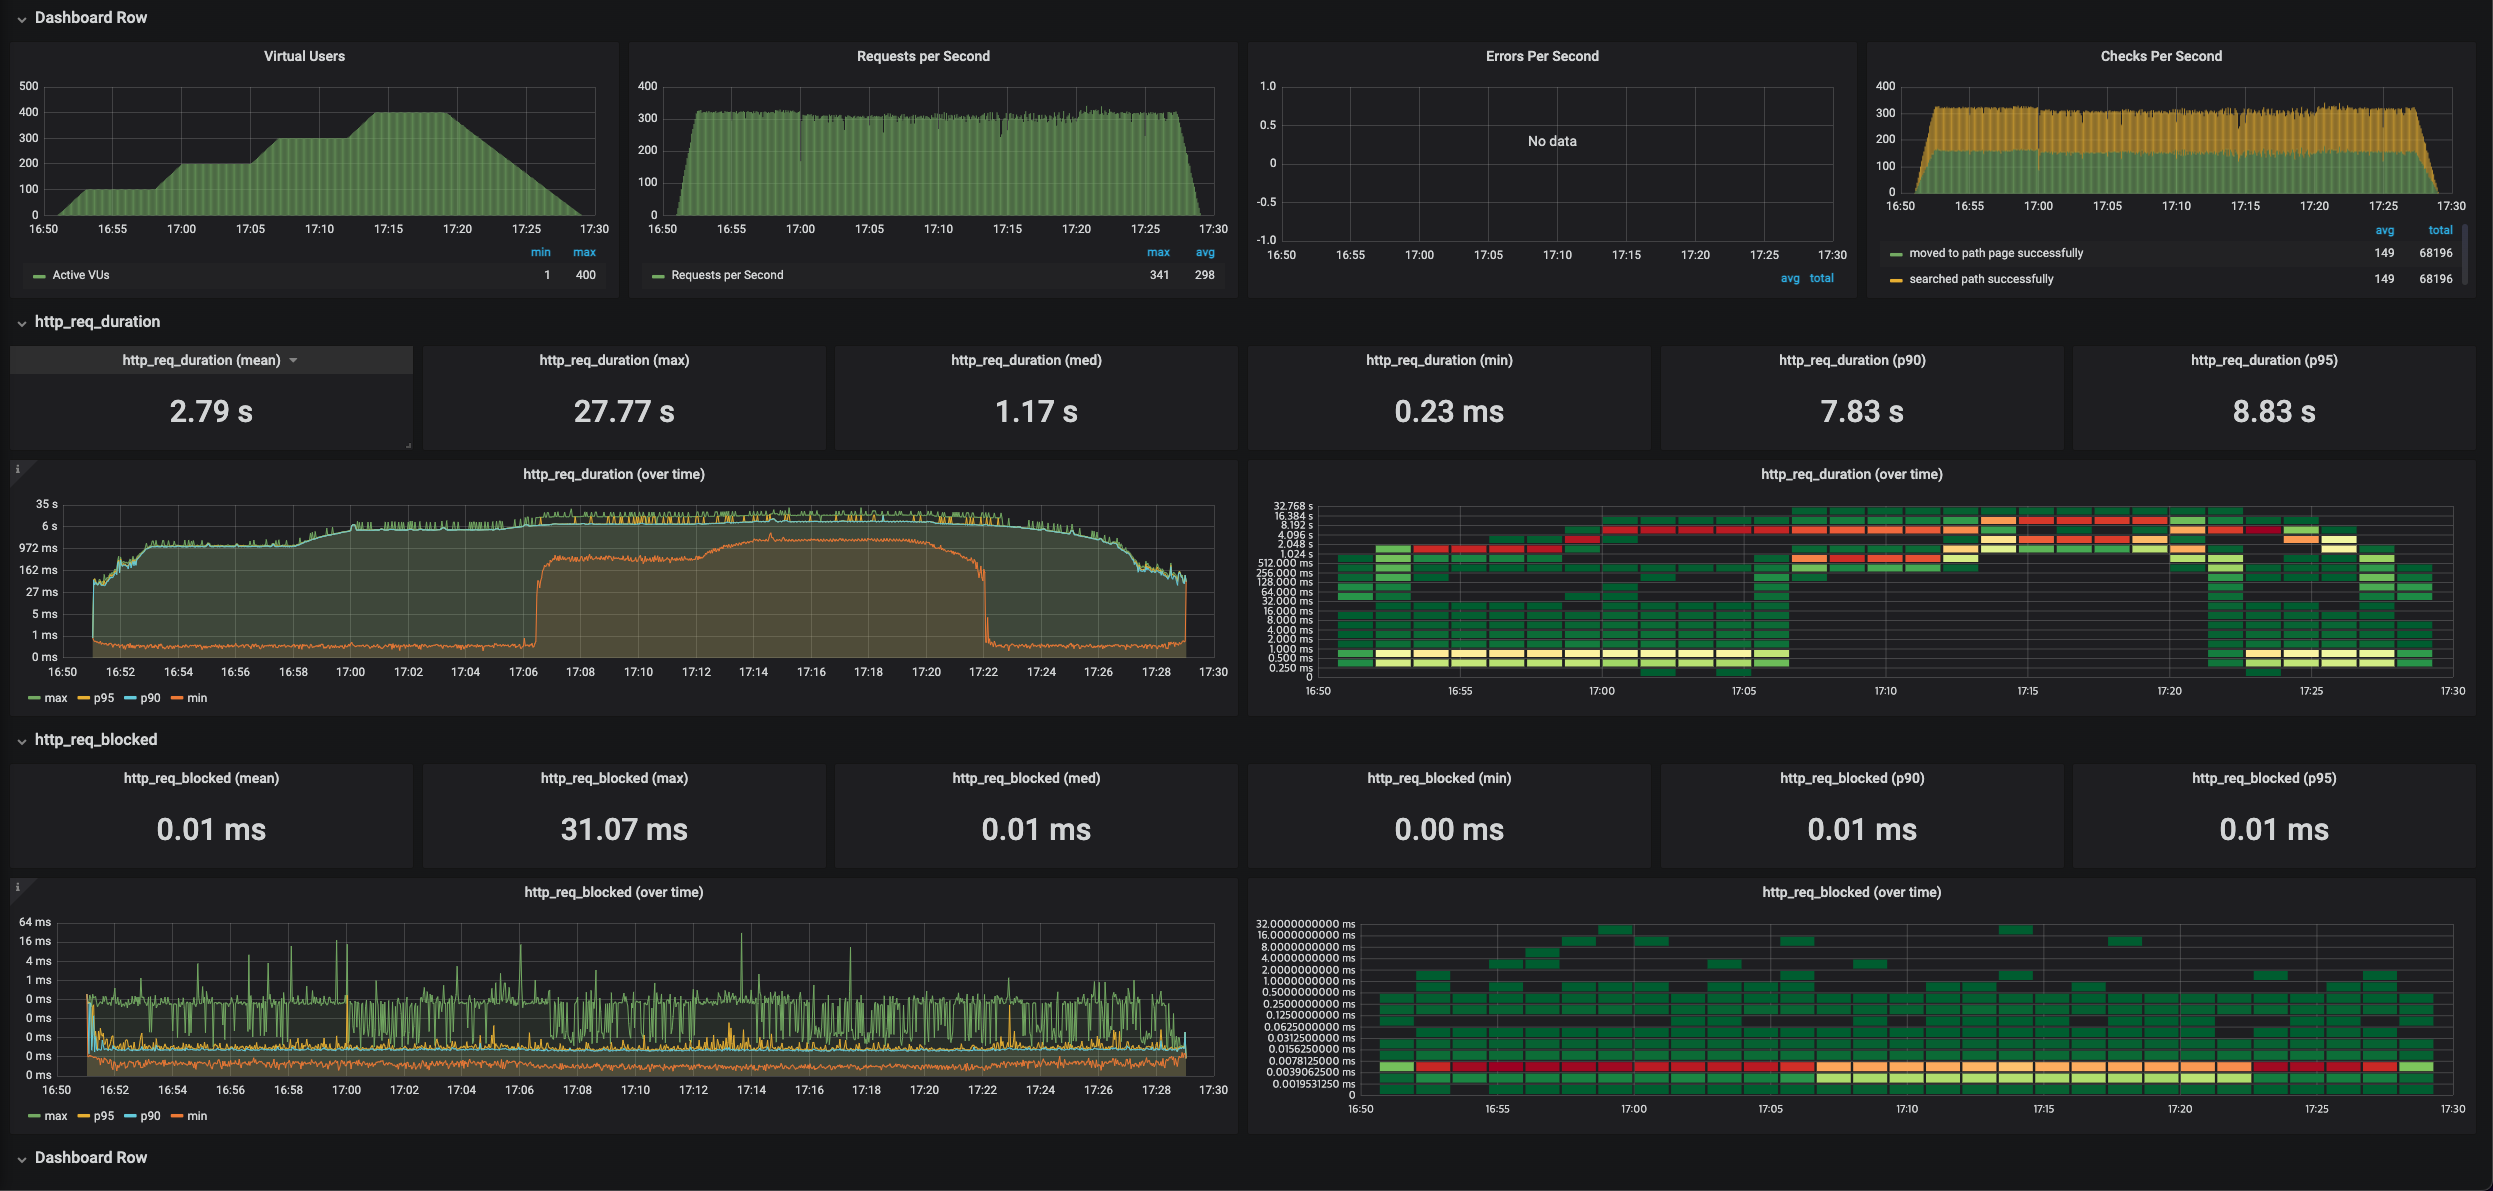 Dashboard Row
Virtual Users
500
400
300
200
100
0
16:50 16:55 17:00 17:05 17:10 17:15 17:20 17:25 17:30
min max
Active VUs 1 400
Requests per Second
400
300
200
100
0
16:50 16:55 17:00 17:05 17:10 17:15 17:20 17:25 17:30
max avg
Requests per Second 341 298
Errors Per Second
1.0
0.5
0
-0.5
-1.0
No data
16:50 16:55 17:00 17:05 17:10 17:15 17:20 17:25 17:30
avg total
Checks Per Second
400
300
200
100
0
16:50 16:55 17:00 17:05 17:10 17:15 17:20 17:25 17:30
avg total
moved to path page successfully 149 68196
searched path successfully 149 68196
http_req_duration
http_req_duration (mean)
2.79 s
http_req_duration (max)
27.77 s
http_req_duration (med)
1.17 s
http_req_duration (min)
0.23 ms
http_req_duration (p90)
7.83 s
http_req_duration (p95)
8.83 s
i
http_req_duration (over time)
35 s
6 s
972 ms
162 ms
27 ms
5 ms
1 ms
0 ms
16:50 16:52 16:54 16:56 16:58 17:00 17:02 17:04 17:06 17:08 17:10 17:12 17:14 17:16 17:18 17:20 17:22 17:24 17:26 17:28 17:30
max p95 p90 min
http_req_duration (over time)
32.768 s
16.384 s
8.192 s
4.096 s
2.048 s
1.024 s
512.000 ms
256.000 ms
128.000 ms
64.000 ms
32.000 ms
16.000 ms
8.000 ms
4.000 ms
2.000 ms
1.000 ms
0.500 ms
0.250 ms
0
16:50 16:55 17:00 17:05 17:10 17:15 17:20 17:25 17:30
http_req_blocked
http_req_blocked (mean)
0.01 ms
http_req_blocked (max)
31.07 ms
http_req_blocked (med)
0.01 ms
http_req_blocked (min)
0.00 ms
http_req_blocked (p90)
0.01 ms
http_req_blocked (p95)
0.01 ms
i
http_req_blocked (over time)
64 ms
16 ms
4 ms
1 ms
0 ms
0 ms
0 ms
0 ms
0 ms
16:50 16:52 16:54 16:56 16:58 17:00 17:02 17:04 17:06 17:08 17:10 17:12 17:14 17:16 17:18 17:20 17:22 17:24 17:26 17:28 17:30
max p95 p90 min
http_req_blocked (over time)
32.0000000000 ms
16.0000000000 ms
8.0000000000 ms
4.0000000000 ms
2.0000000000 ms
1.0000000000 ms
0.5000000000 ms
0.2500000000 ms
0.1250000000 ms
0.0625000000 ms
0.0312500000 ms
0.0156250000 ms
0.0078125000 ms
0.0039062500 ms
0.0019531250 ms
0
16:50 16:55 17:00 17:05 17:10 17:15 17:20 17:25 17:30
Dashboard Row